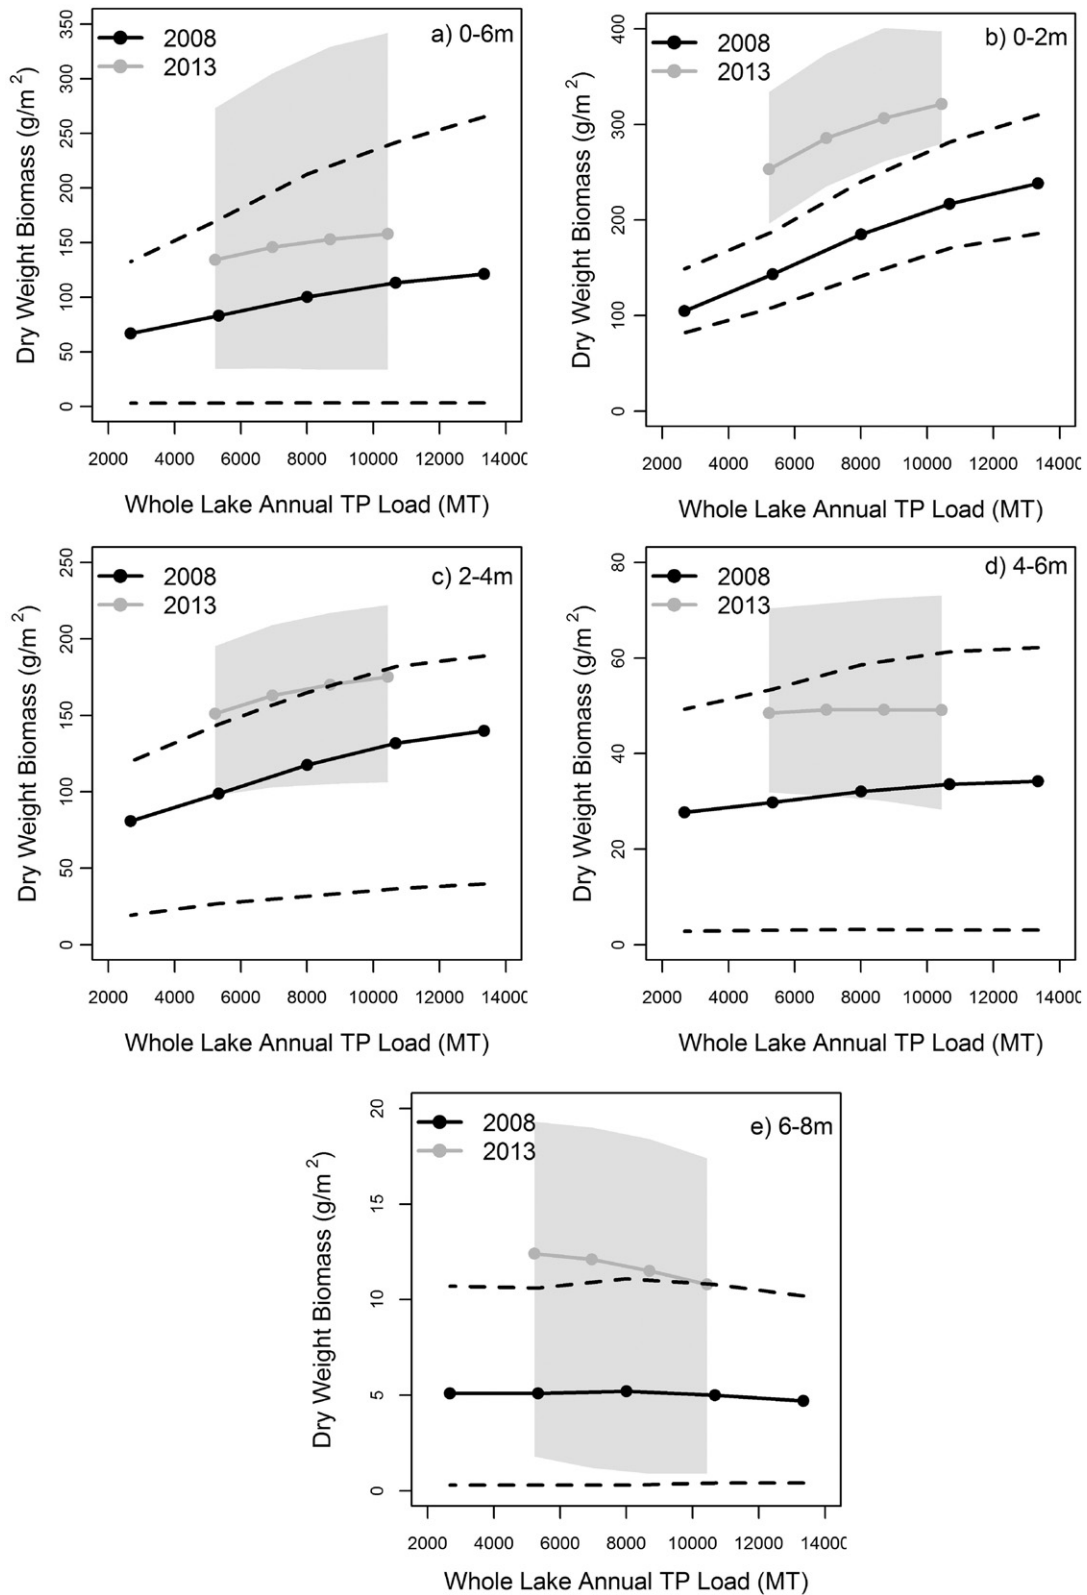 a) 0-6m
2008
2013
Dry Weight Biomass (g/m²)
350
300
250
200
150
100
50
0
2000 4000 6000 8000 10000 12000 1400
Whole Lake Annual TP Load (MT)
b) 0-2m
2008
2013
Dry Weight Biomass (g/m²)
400
300
200
100
0
2000 4000 6000 8000 10000 12000 14000
Whole Lake Annual TP Load (MT)
c) 2-4m
2008
2013
Dry Weight Biomass (g/m²)
250
200
150
100
50
0
2000 4000 6000 8000 10000 12000 14000
Whole Lake Annual TP Load (MT)
d) 4-6m
2008
2013
Dry Weight Biomass (g/m²)
80
60
40
20
0
2000 4000 6000 8000 10000 12000 14000
Whole Lake Annual TP Load (MT)
e) 6-8m
2008
2013
Dry Weight Biomass (g/m²)
20
15
10
5
0
2000 4000 6000 8000 10000 12000 1400
Whole Lake Annual TP Load (MT)